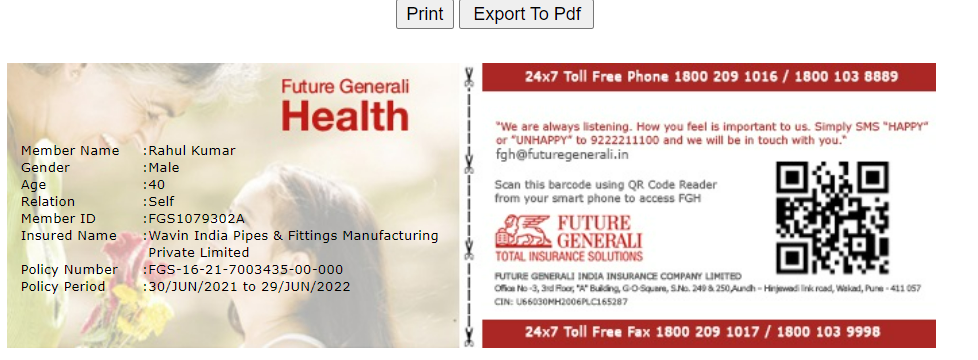 Print
Export To Pdf
Future Generali
Health
Member Name :Rahul Kumar
Gender :Male
Age :40
Relation :Self
Member ID :FGS1079302A
Insured Name :Wavin India Pipes & Fittings Manufacturing
Private Limited
Policy Number :FGS-16-21-7003435-00-000
Policy Period :30/JUN/2021 to 29/JUN/2022
24x7 Toll Free Phone 1800 209 1016 / 1800 103 8889
"We are always listening. How you feel is important to us. Simply SMS "HAPPY"
or "UNHAPPY" to 9222211100 and we will be in touch with you."
fgh@futuregenerali.in
Scan this barcode using QR Code Reader
from your smart phone to access FGH
FUTURE
GENERALI
TOTAL INSURANCE SOLUTIONS
FUTURE GENERALI INDIA INSURANCE COMPANY LIMITED
Office No -3, 3rd Floor, "A" Building, G-O-Square, S.No. 249 & 250,Aundh – Hinjewadi link road, Wakad, Pune - 411 057
CIN: U66030MH2006PLC165287
24x7 Toll Free Fax 1800 209 1017 / 1800 103 9998